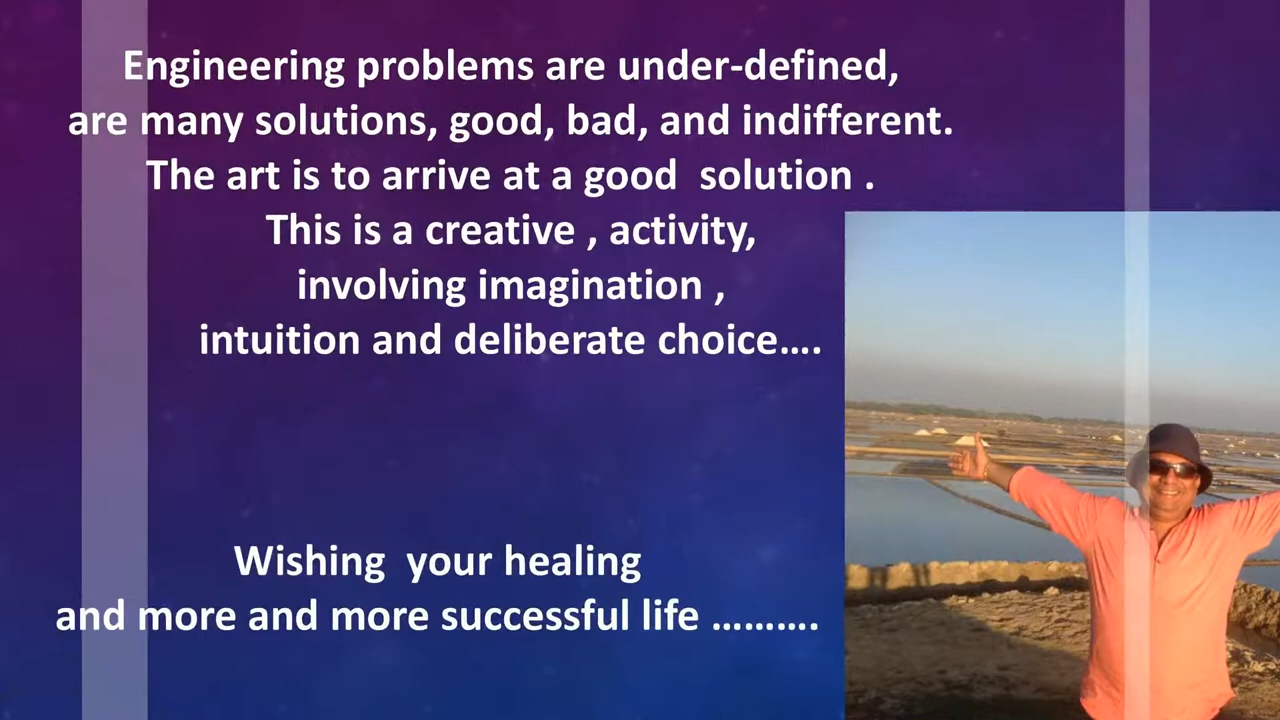 Engineering problems are under-defined,
are many solutions, good, bad, and indifferent.
The art is to arrive at a good  solution .
This is a creative , activity,
involving imagination ,
intuition and deliberate choice....
Wishing  your healing
and more and more successful life ..........